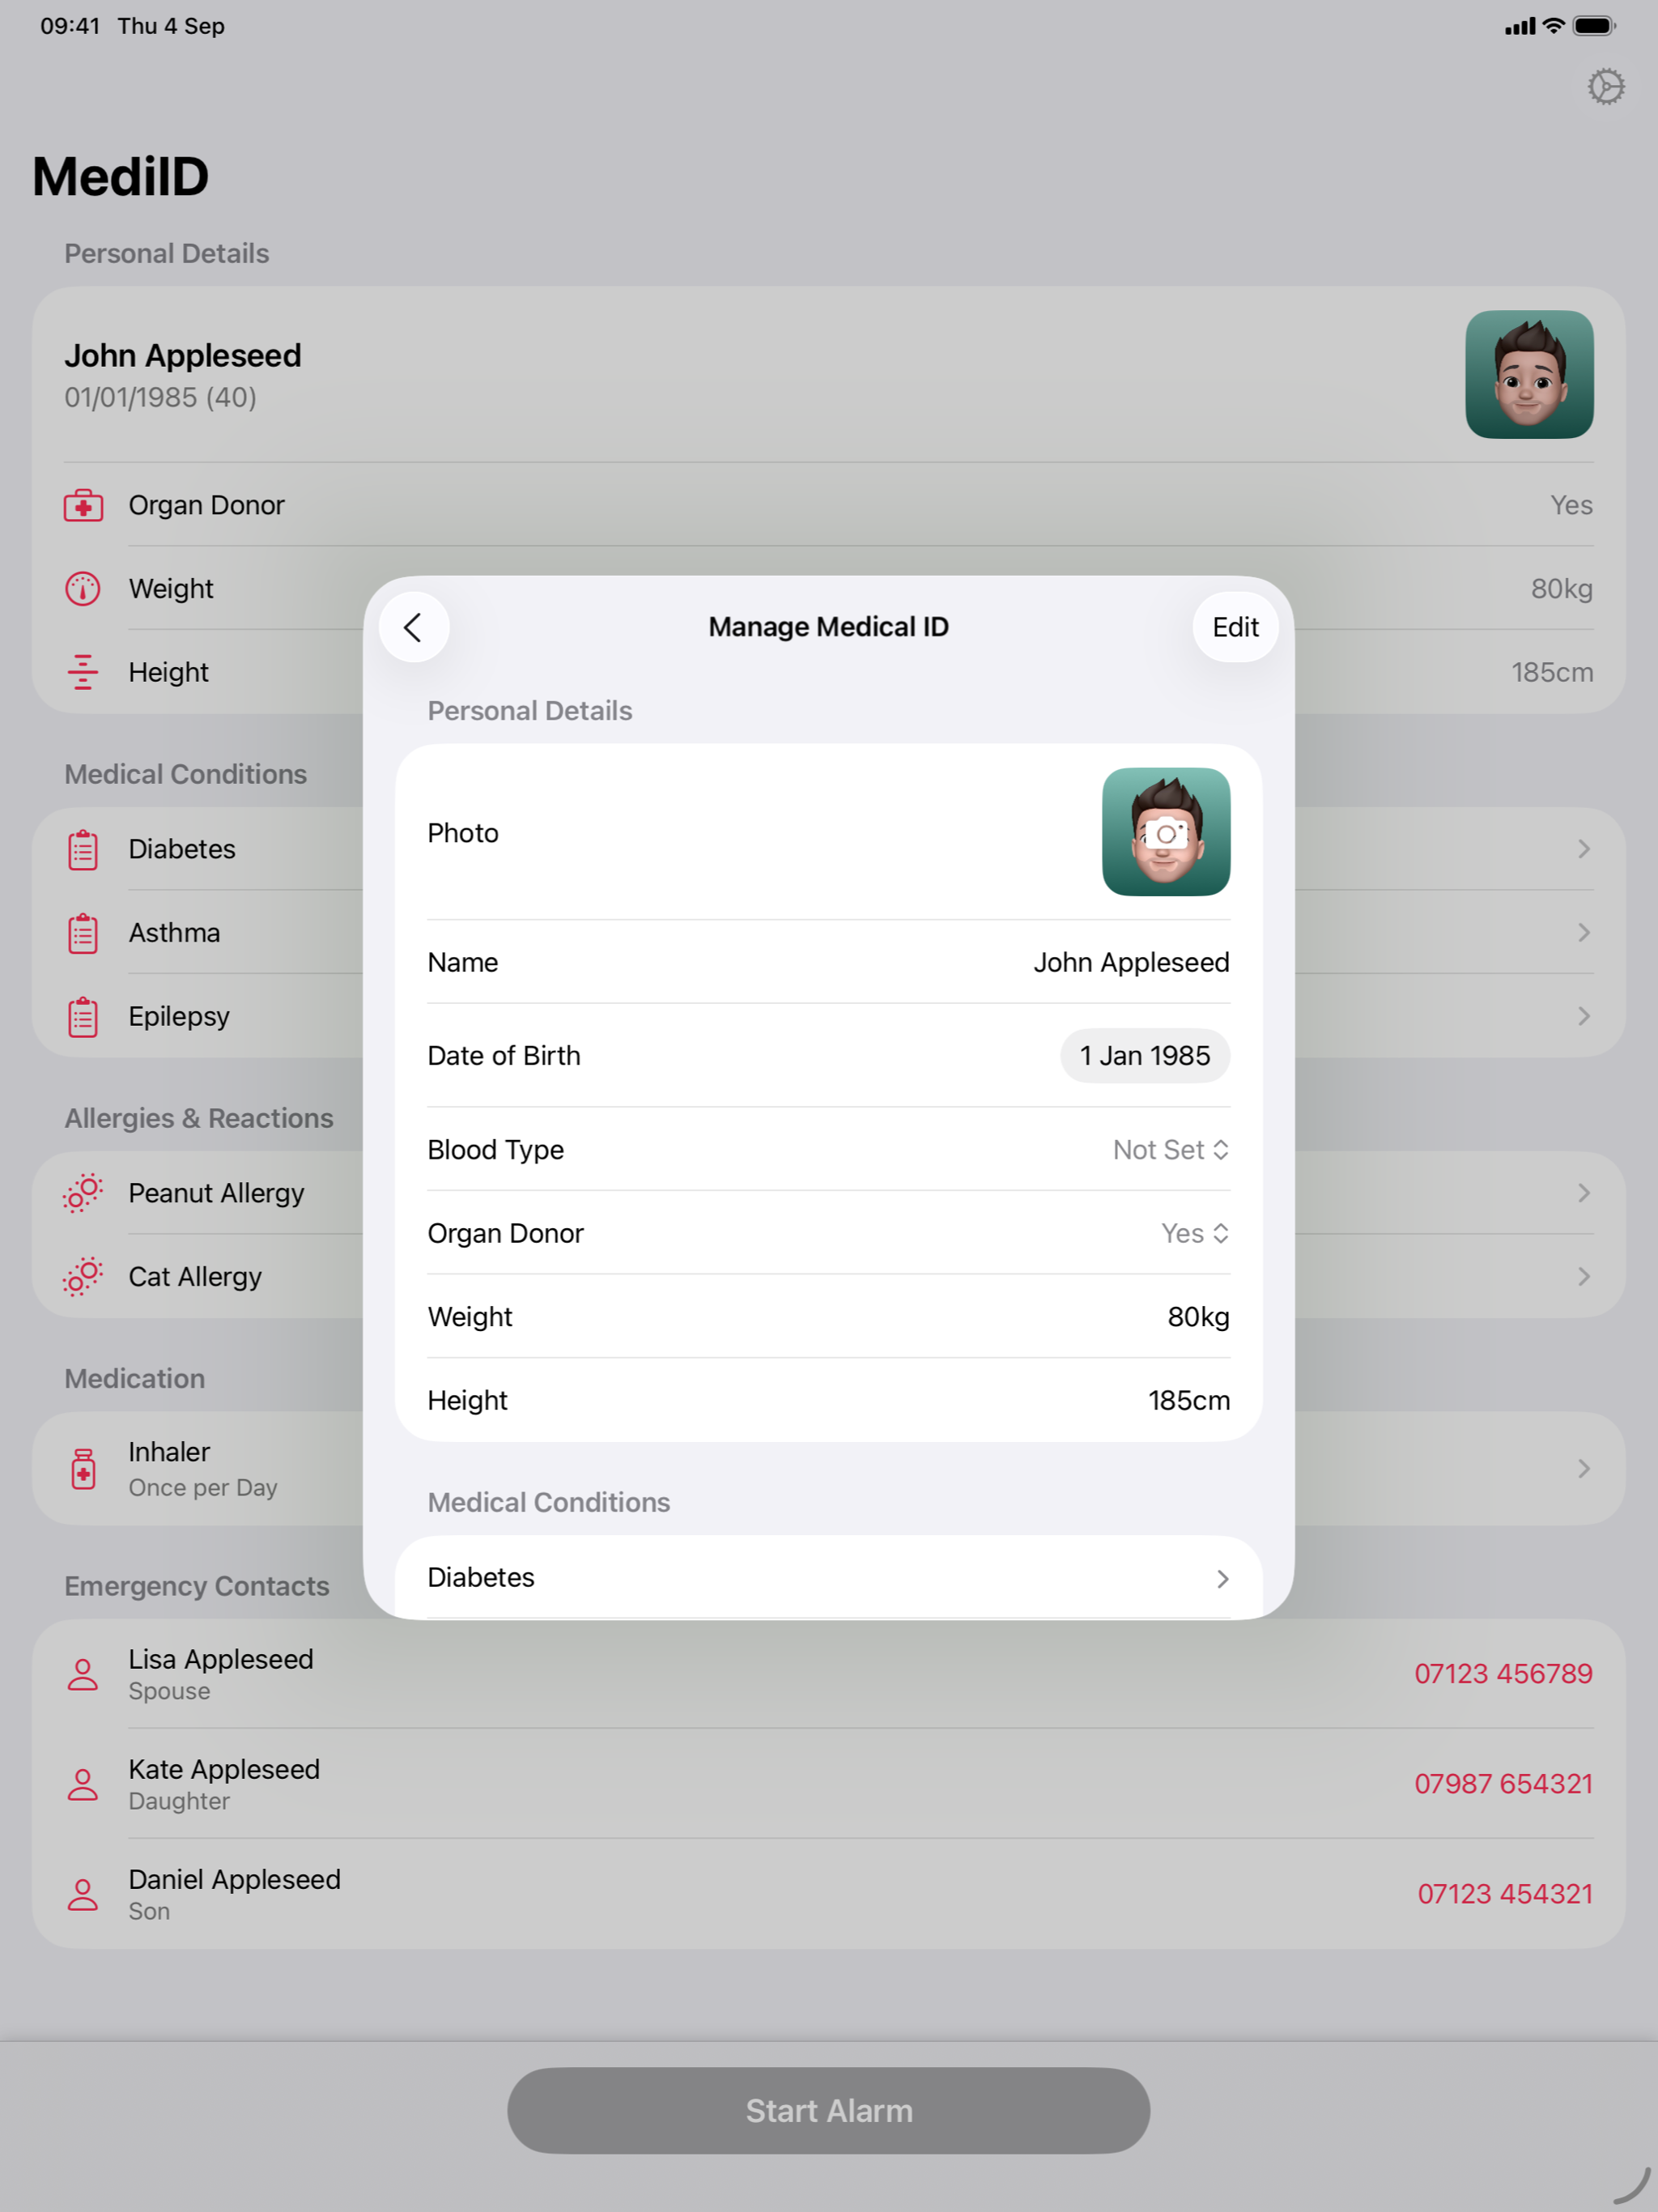 09:41 Thu 4 Sep
MediID
Personal Details
John Appleseed
01/01/1985 (40)
Organ Donor Yes
Weight 80kg
Height 185cm
Medical Conditions
Diabetes
Asthma
Epilepsy
Allergies & Reactions
Peanut Allergy
Cat Allergy
Medication
Inhaler
Once per Day
Emergency Contacts
Lisa Appleseed
Spouse
07123 456789
Kate Appleseed
Daughter
07987 654321
Daniel Appleseed
Son
07123 454321
Start Alarm
Manage Medical ID
Edit
Personal Details
Photo
Name John Appleseed
Date of Birth 1 Jan 1985
Blood Type Not Set
Organ Donor Yes
Weight 80kg
Height 185cm
Medical Conditions
Diabetes